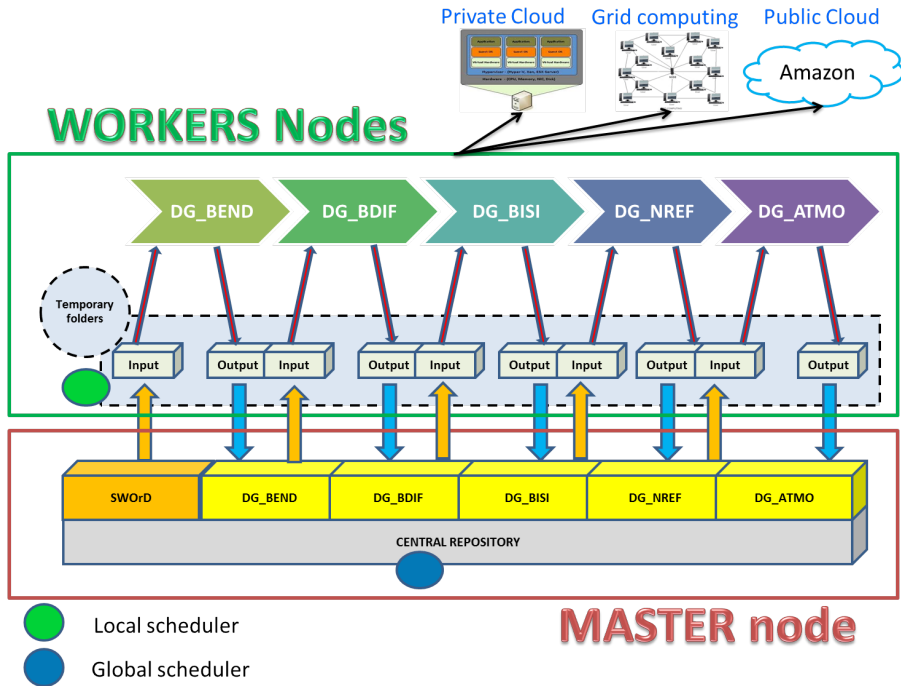 Private Cloud
Grid computing
Public Cloud
Amazon
WORKERS Nodes
DG_BEND
DG_BDIF
DG_BISI
DG_NREF
DG_ATMO
Temporary
folders
Input
Output
Input
Output
Input
Output
Input
Output
Input
Output
SWOrD
DG_BEND
DG_BDIF
DG_BISI
DG_NREF
DG_ATMO
CENTRAL REPOSITORY
MASTER node
Local scheduler
Global scheduler